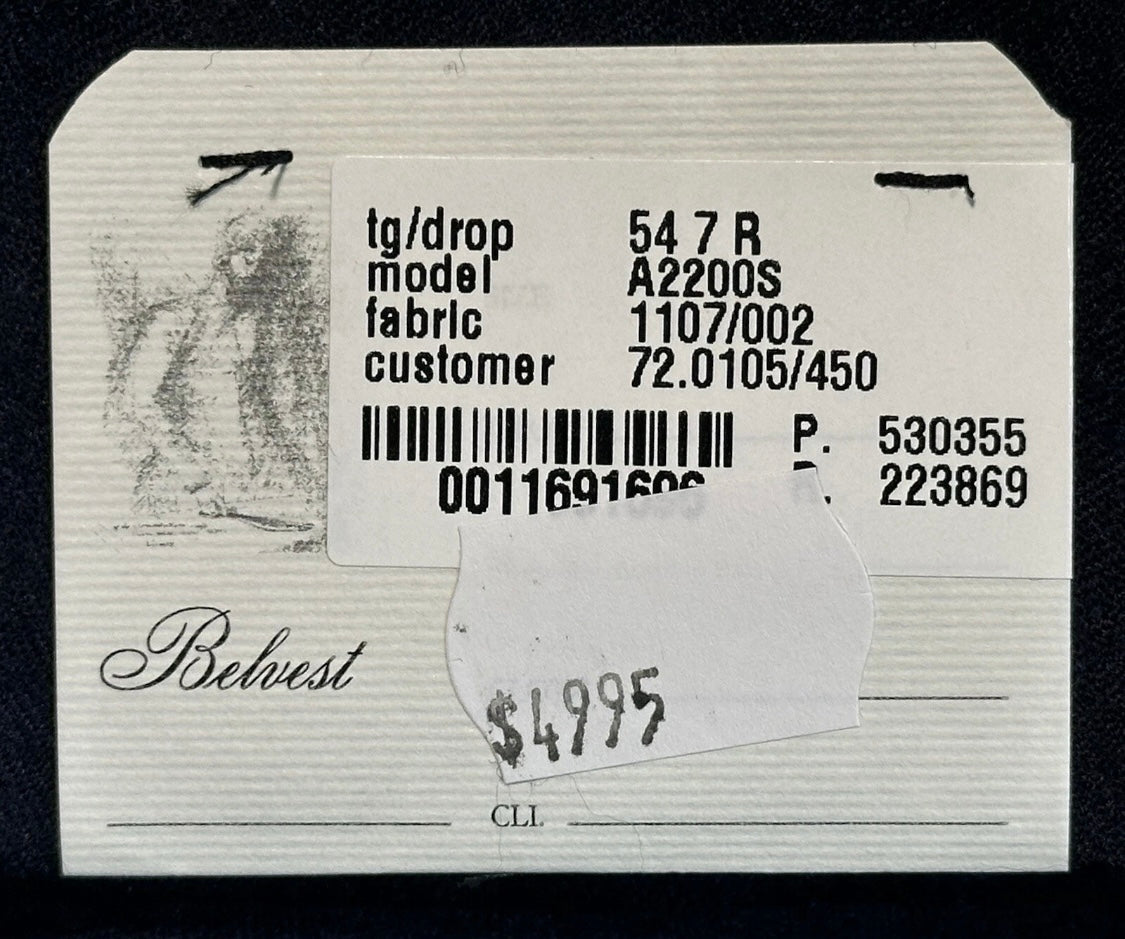 tg/drop 54 7 R
model A2200S
fabric 1107/002
customer 72.0105/450
P. 530355
223869
Belvest
$4995
CLI.